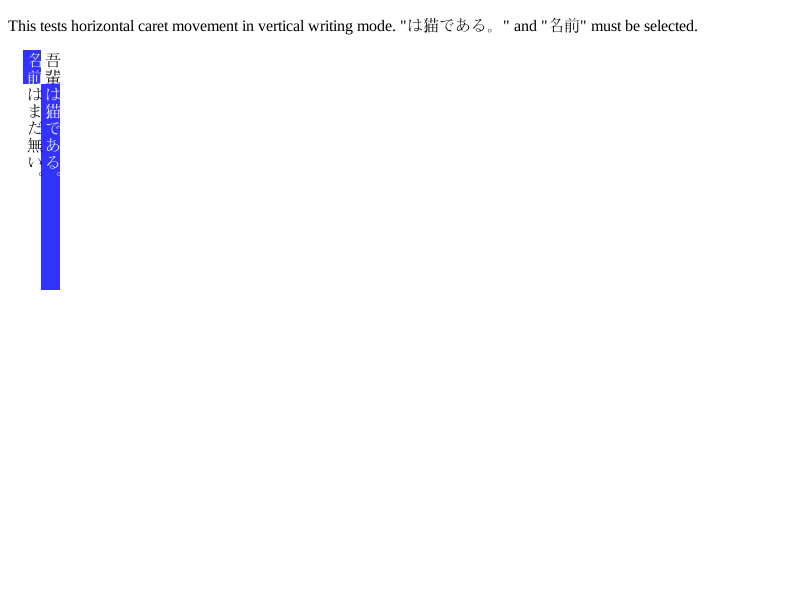 This tests horizontal caret movement in vertical writing mode. "は猫である。" and "名前" must be selected.
吾輩は猫である。
名前はまだ無い。